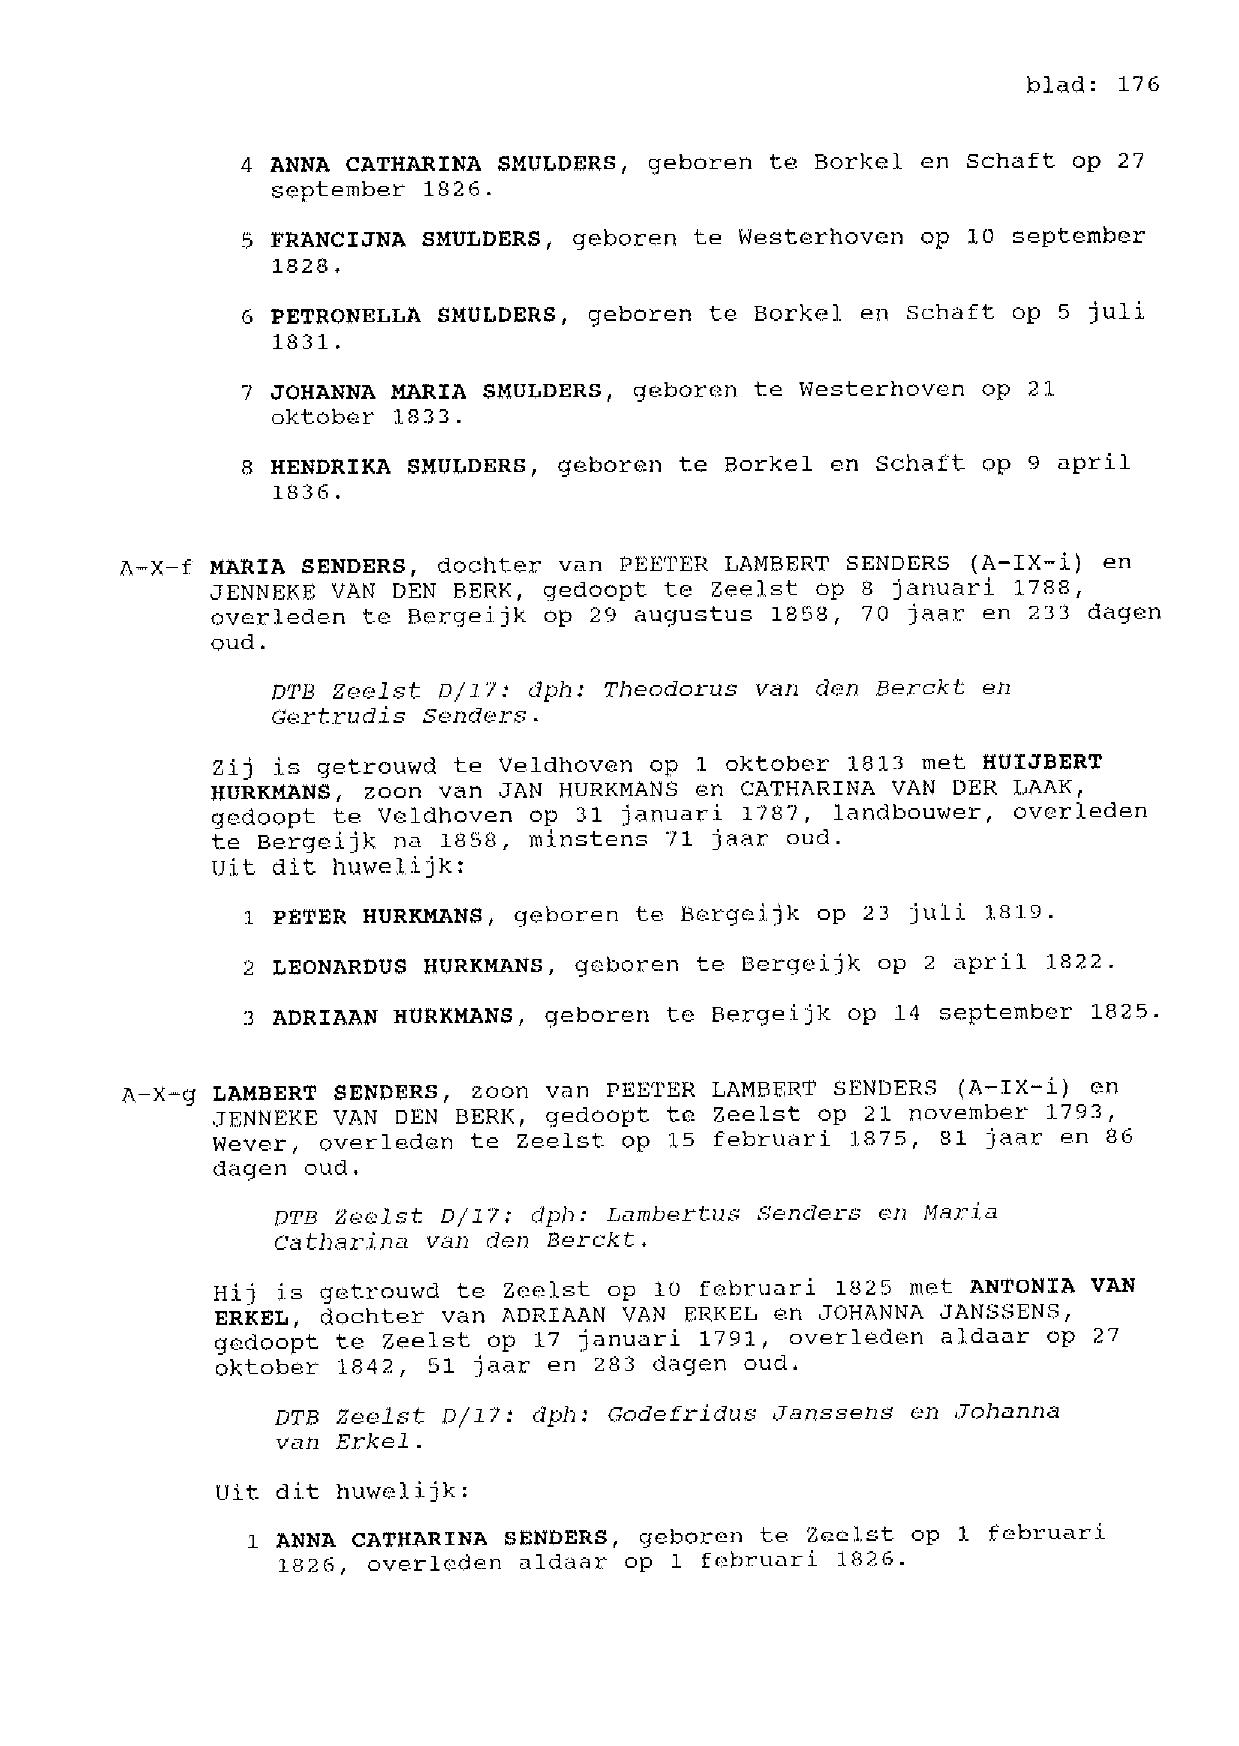 blad: 176
4 ANNA CATHARINA SMULDERS, geboren te Borkel en Schaft op 27
september 1826.
5 FRANCIJNA SMULDERS, geboren te Westerhoven op 10 september
1828.
6 PETRONELLA SMULDERS, geboren te Borkel en Schaft op 5 juli
1831.
7 JOHANNA MARIA SMULDERS, geboren te Westerhoven op 21
oktober 1833.
8 HENDRIKA SMULDERS, geboren te Borkel en Schaft op 9 april
1836.
A-X-f MARIA SENDERS, dochter van PEETER LAMBERT SENDERS (A-IX-i) en
JENNEKE VAN DEN BERK, gedoopt te Zeelst op 8 januari 1788,
overleden te Bergeijk op 29 augustus 1858, 70 jaar en 233 dagen
oud.
DTB Zeelst D/17: dph: Theodorus van den Berckt en
Gertrudis Senders.
Zij is getrouwd te Veldhoven op 1 oktober 1813 met HUIJBERT
HURKMANS, zoon van JAN HURKMANS en CATHARINA VAN DER LAAK,
gedoopt te Veldhoven op 31 januari 1787, landbouwer, overleden
te Bergeijk na 1858, minstens 71 jaar oud.
Uit dit huwelijk:
1 PETER HURKMANS, geboren te Bergeijk op 23 juli 1819.
2 LEONARDUS HURKMANS, geboren te Bergeijk op 2 april 1822.
3 ADRIAAN HURKMANS, geboren te Bergeijk op 14 september 1825.
A-X-g LAMBERT SENDERS, zoon van PEETER LAMBERT SENDERS (A-IX-i) en
JENNEKE VAN DEN BERK, gedoopt te Zeelst op 21 november 1793,
Wever, overleden te Zeelst op 15 februari 1875, 81 jaar en 86
dagen oud.
DTB Zeelst D/17: dph: Lambertus Senders en Maria
Catharina van den Berckt.
Hij is getrouwd te Zeelst op 10 februari 1825 met ANTONIA VAN
ERKEL, dochter van ADRIAAN VAN ERKEL en JOHANNA JANSSENS,
gedoopt te Zeelst op 17 januari 1791, overleden aldaar op 27
oktober 1842, 51 jaar en 283 dagen oud.
DTB Zeelst D/17: dph: Godefridus Janssens en Johanna
van Erkel.
Uit dit huwelijk:
1 ANNA CATHARINA SENDERS, geboren te Zeelst op 1 februari
1826, overleden aldaar op 1 februari 1826.